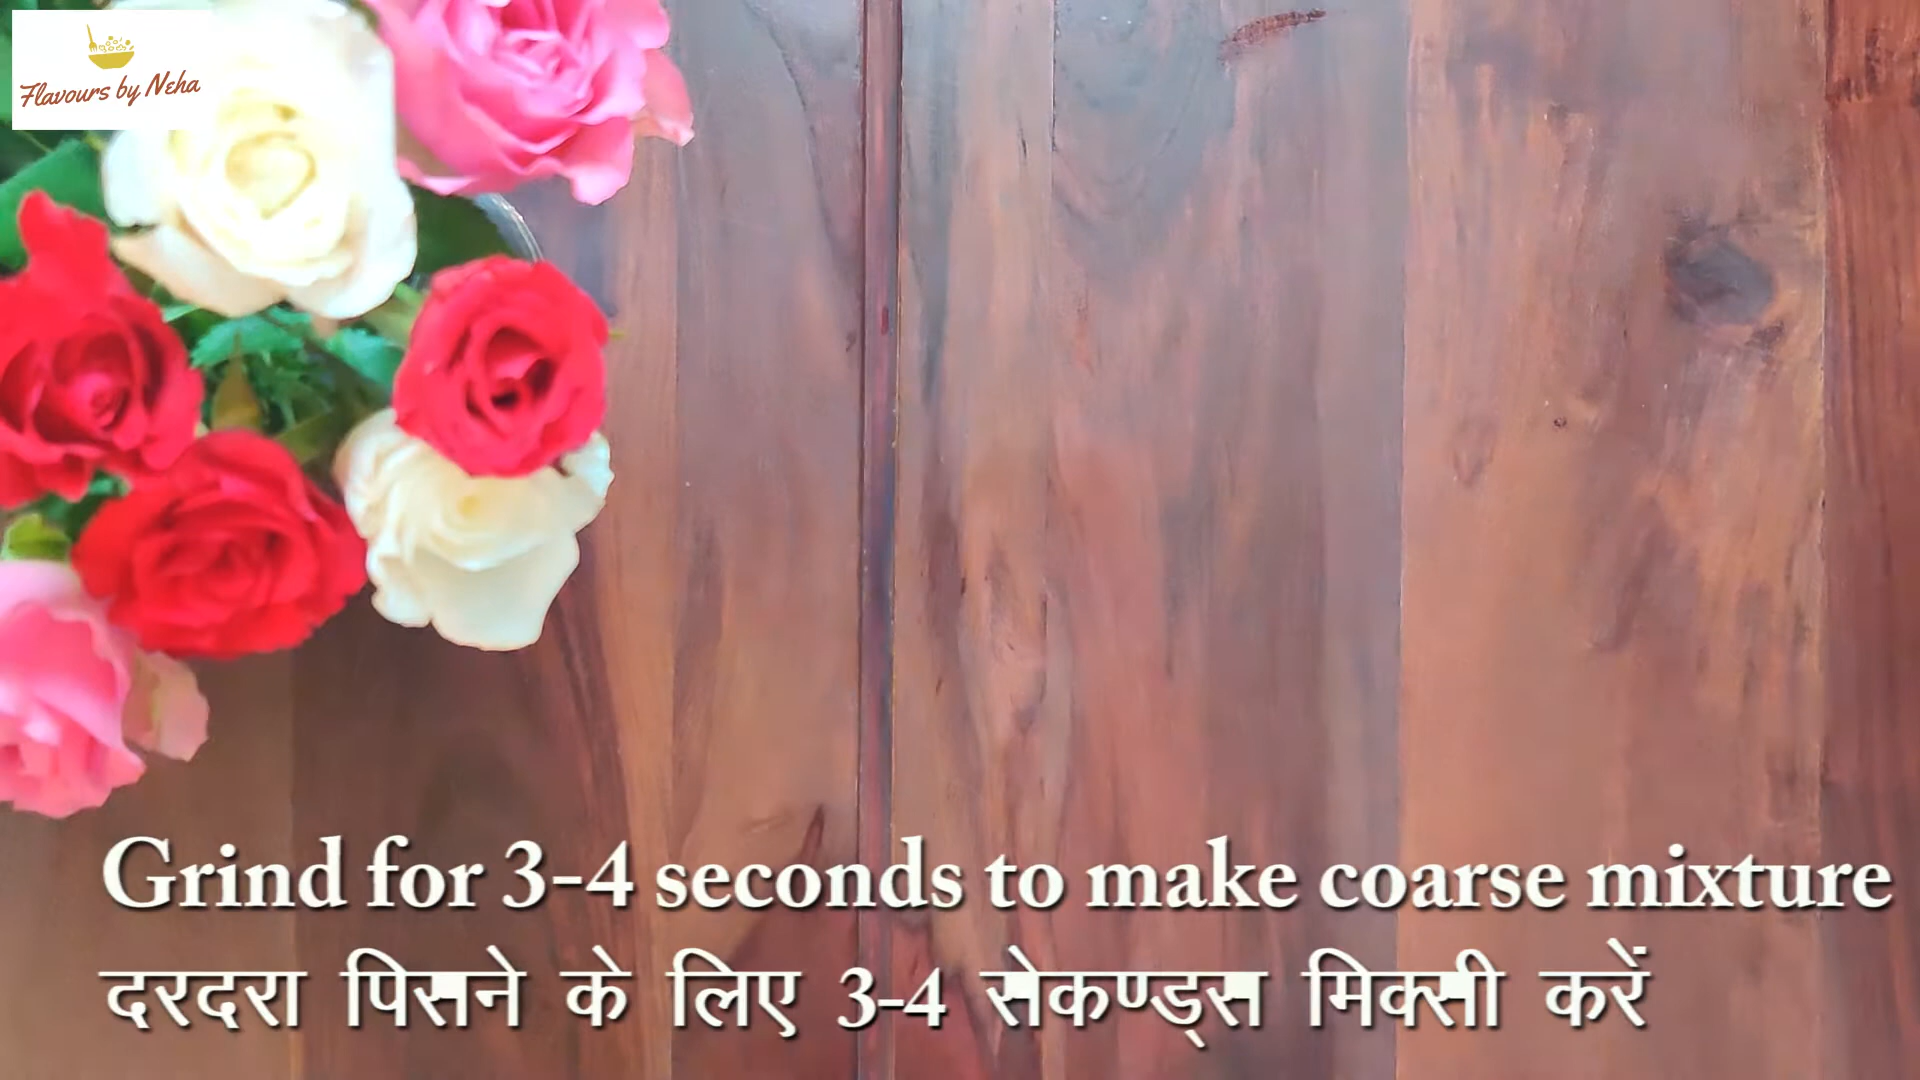 Flavours by Neha
Grind for 3-4 seconds to make coarse mixture
दरदरा पिसने के लिए 3-4 सेकण्ड्स मिक्सी करें